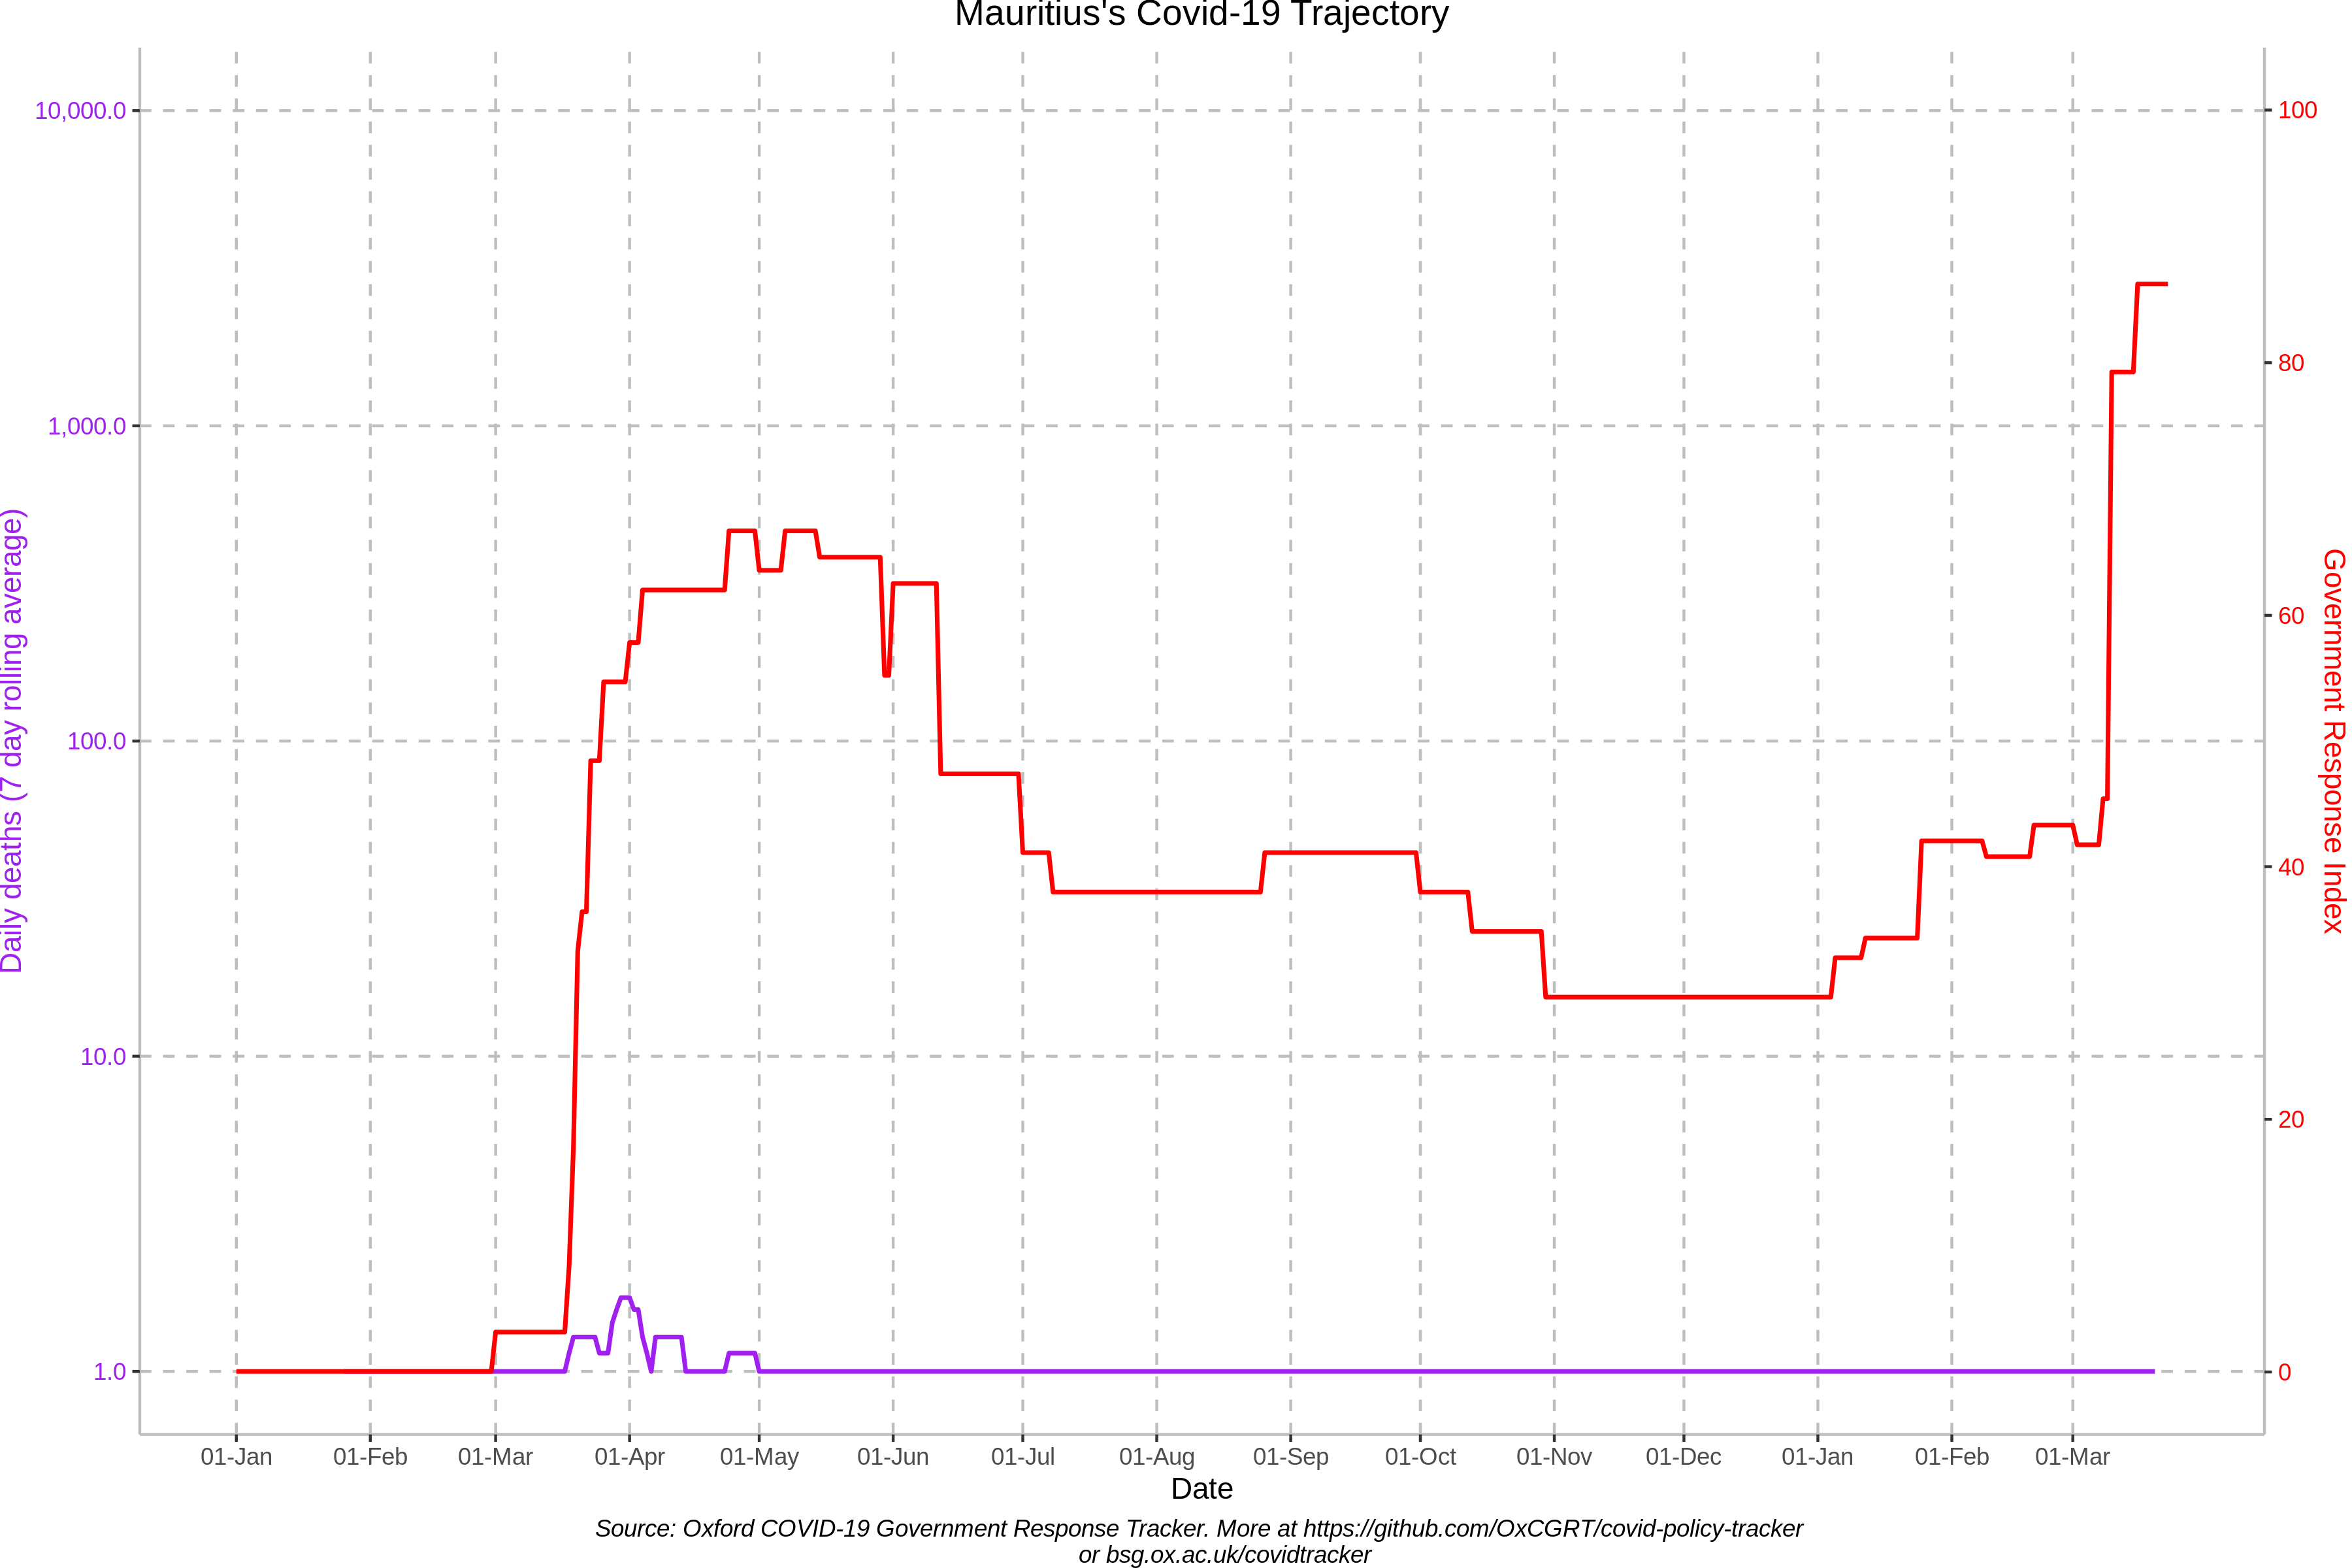 Mauritius's Covid-19 Trajectory
10,000.0
1,000.0
100.0
10.0
1.0
Daily deaths (7 day rolling average)
100
80
60
40
20
0
Government Response Index
01-Jan
01-Feb
01-Mar
01-Apr
01-May
01-Jun
01-Jul
01-Aug
01-Sep
01-Oct
01-Nov
01-Dec
01-Jan
01-Feb
01-Mar
Date
Source: Oxford COVID-19 Government Response Tracker. More at https://github.com/OxCGRT/covid-policy-tracker
or bsg.ox.ac.uk/covidtracker